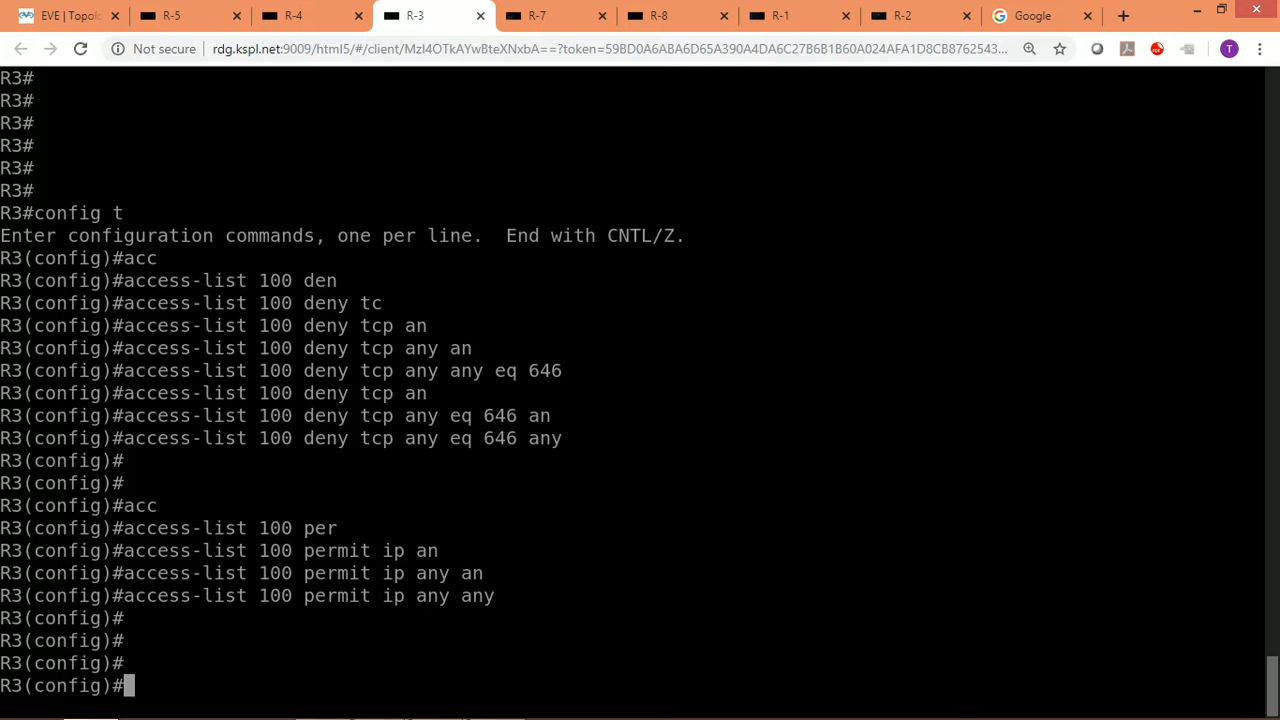 EVE | Topol
R-5
R-4
R-3
R-7
R-8
R-1
R-2
Google
Not secure
rdg.kspl.net:9009/html5/#/client/MzI4OTkAYwBteXNxbA==?token=59BD0A6ABA6D65A390A4DA6C27B6B1B60A024AFA1D8CB8762543...
T
R3#
R3#
R3#
R3#
R3#
R3#
R3#config t
Enter configuration commands, one per line.  End with CNTL/Z.
R3(config)#acc
R3(config)#access-list 100 den
R3(config)#access-list 100 deny tc
R3(config)#access-list 100 deny tcp an
R3(config)#access-list 100 deny tcp any an
R3(config)#access-list 100 deny tcp any any eq 646
R3(config)#access-list 100 deny tcp an
R3(config)#access-list 100 deny tcp any eq 646 an
R3(config)#access-list 100 deny tcp any eq 646 any
R3(config)#
R3(config)#
R3(config)#acc
R3(config)#access-list 100 per
R3(config)#access-list 100 permit ip an
R3(config)#access-list 100 permit ip any an
R3(config)#access-list 100 permit ip any any
R3(config)#
R3(config)#
R3(config)#
R3(config)#